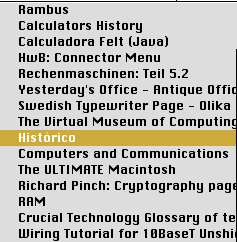 Rambus
Calculators History
Calculadora Felt (Java)
HwB: Connector Menu
Rechenmaschinen: Teil 5.2
Yesterday's Office - Antique Offic
Swedish Typewriter Page - Olika
The Virtual Museum of Computing
Histórico
Computers and Communications
The ULTIMATE Macintosh
Richard Pinch: Cryptography page
RAM
Crucial Technology Glossary of te
Wiring Tutorial for 10BaseT Unshi